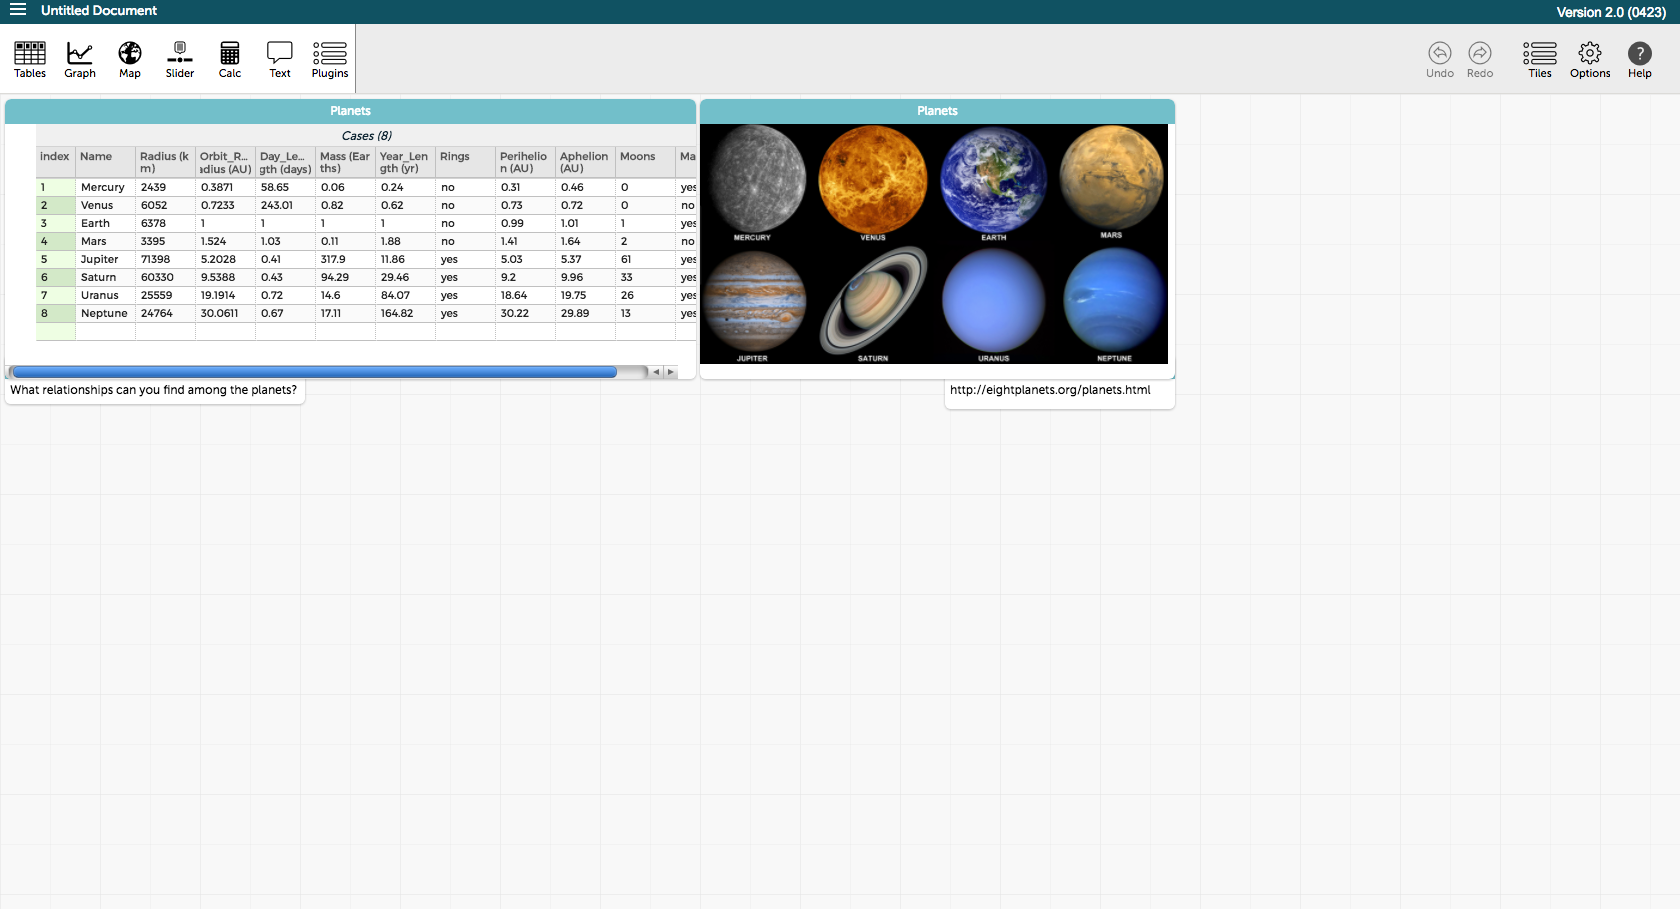 Untitled Document
Version 2.0 (0423)
Tables Graph Map Slider Calc Text Plugins
Undo Redo Tiles Options ? Help
Planets
Cases (8)
index Name Radius (km) Orbit_R...adius (AU) Day_Le...gth (days) Mass (Earths) Year_Length (yr) Rings Perihelion (AU) Aphelion (AU) Moons Ma
1 Mercury 2439 0.3871 58.65 0.06 0.24 no 0.31 0.46 0 yes
2 Venus 6052 0.7233 243.01 0.82 0.62 no 0.73 0.72 0 no
3 Earth 6378 1 1 1 1 no 0.99 1.01 1 yes
4 Mars 3395 1.524 1.03 0.11 1.88 no 1.41 1.64 2 no
5 Jupiter 71398 5.2028 0.41 317.9 11.86 yes 5.03 5.37 61 yes
6 Saturn 60330 9.5388 0.43 94.29 29.46 yes 9.2 9.96 33 yes
7 Uranus 25559 19.1914 0.72 14.6 84.07 yes 18.64 19.75 26 yes
8 Neptune 24764 30.0611 0.67 17.11 164.82 yes 30.22 29.89 13 yes
What relationships can you find among the planets?
Planets
MERCURY VENUS EARTH MARS
JUPITER SATURN URANUS NEPTUNE
http://eightplanets.org/planets.html